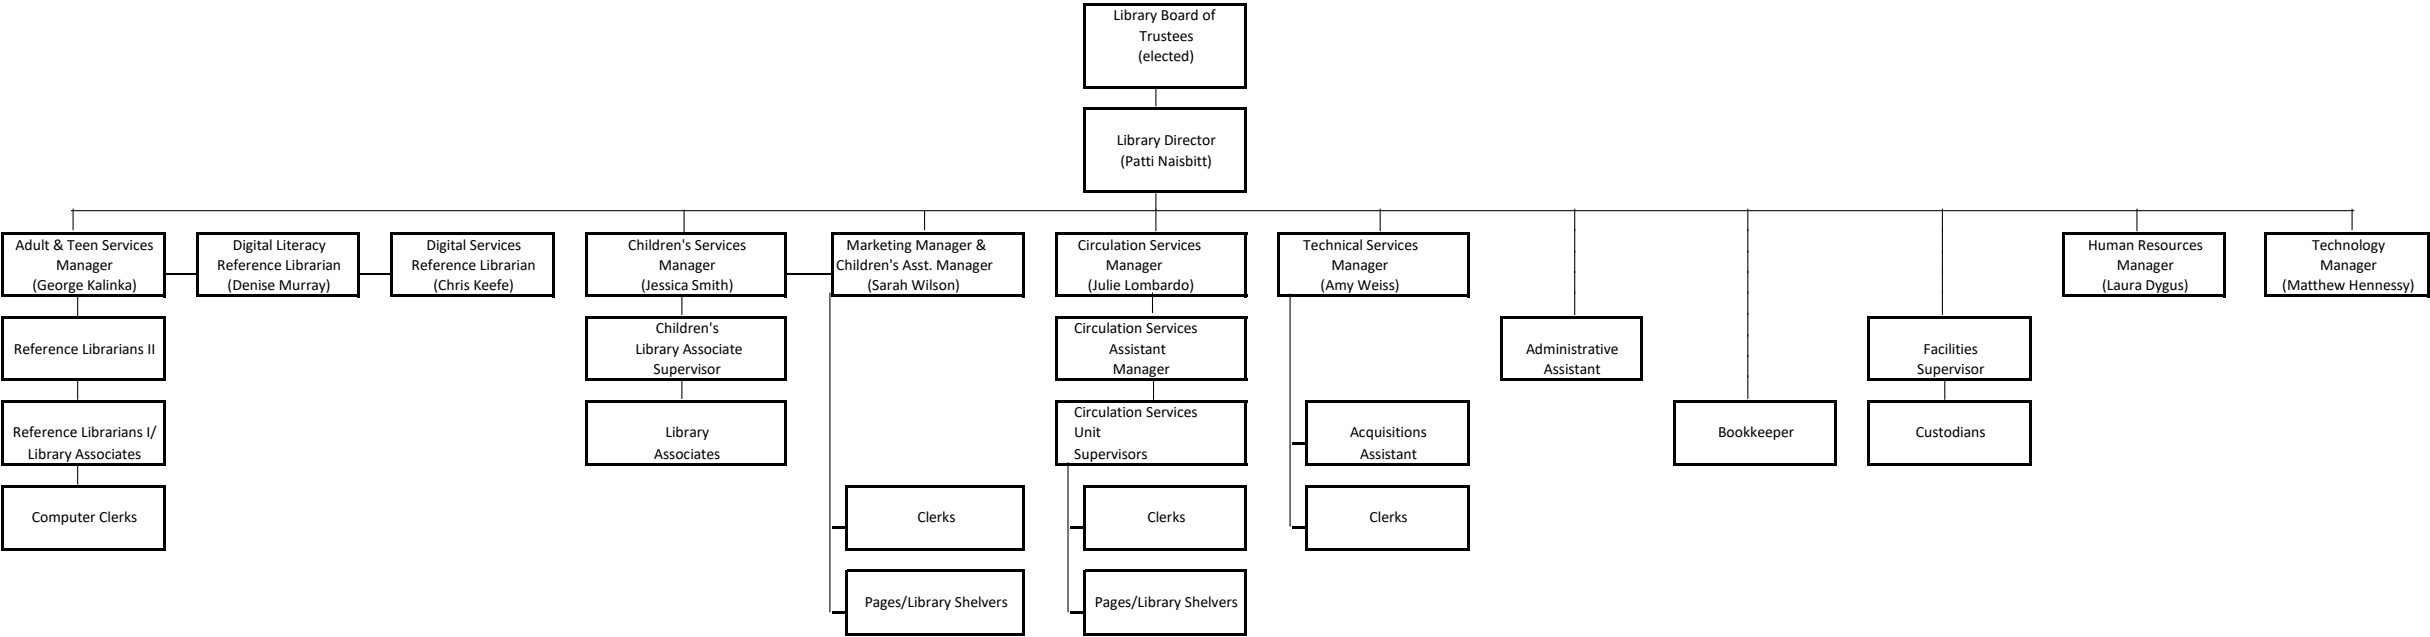 Library Board of
Trustees
(elected)
Library Director
(Patti Naisbitt)
Adult & Teen Services
Manager
(George Kalinka)
Digital Literacy
Reference Librarian
(Denise Murray)
Digital Services
Reference Librarian
(Chris Keefe)
Children's Services
Manager
(Jessica Smith)
Marketing Manager &
Children's Asst. Manager
(Sarah Wilson)
Circulation Services
Manager
(Julie Lombardo)
Technical Services
Manager
(Amy Weiss)
Human Resources
Manager
(Laura Dygus)
Technology
Manager
(Matthew Hennessy)
Reference Librarians II
Children's
Library Associate
Supervisor
Circulation Services
Assistant
Manager
Administrative
Assistant
Facilities
Supervisor
Reference Librarians I/
Library Associates
Library
Associates
Circulation Services
Unit
Supervisors
Acquisitions
Assistant
Bookkeeper
Custodians
Computer Clerks
Clerks
Clerks
Clerks
Pages/Library Shelvers
Pages/Library Shelvers